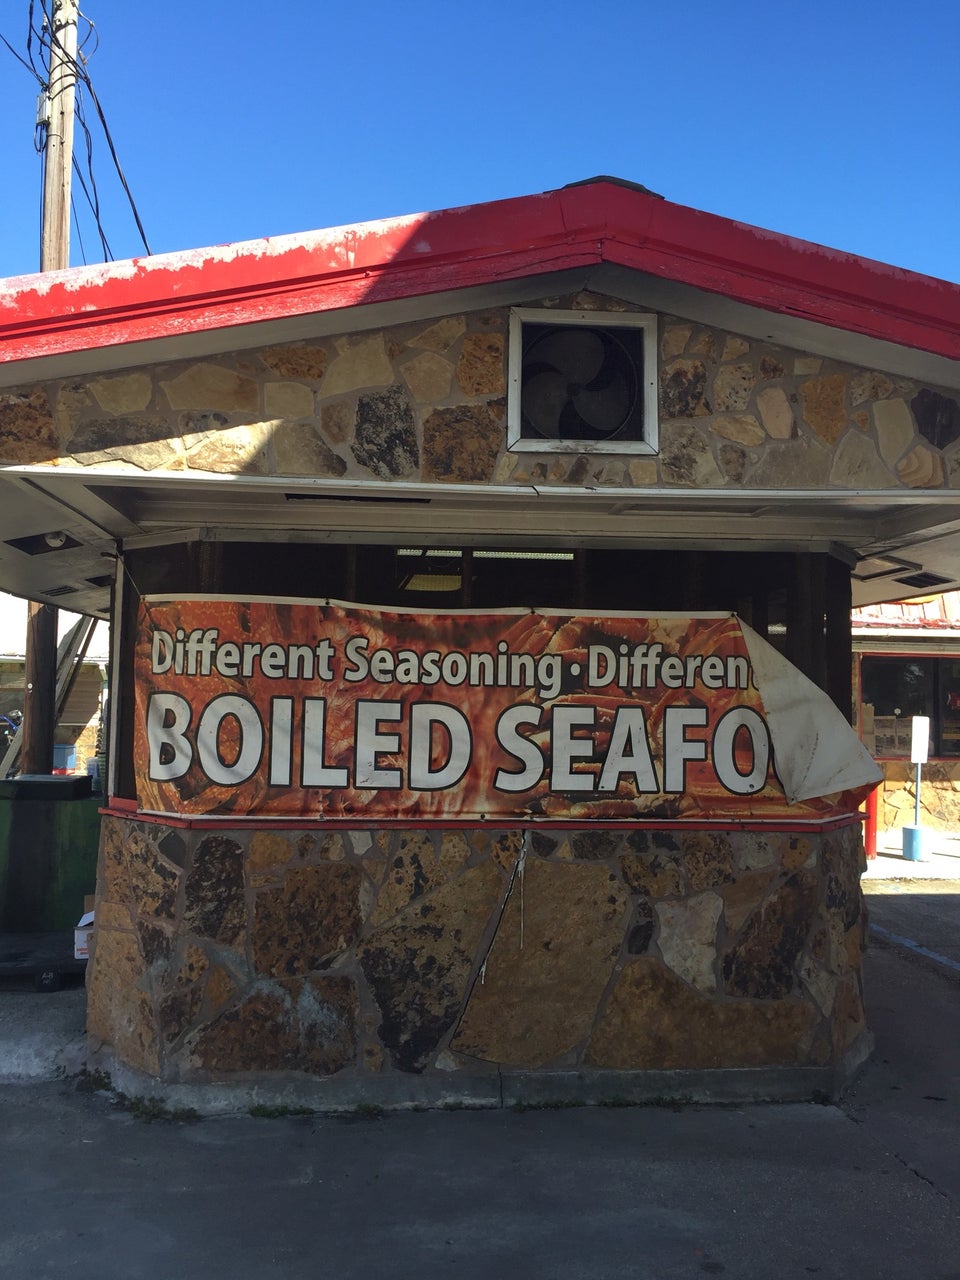 Different Seasoning · Differen
BOILED SEAFO